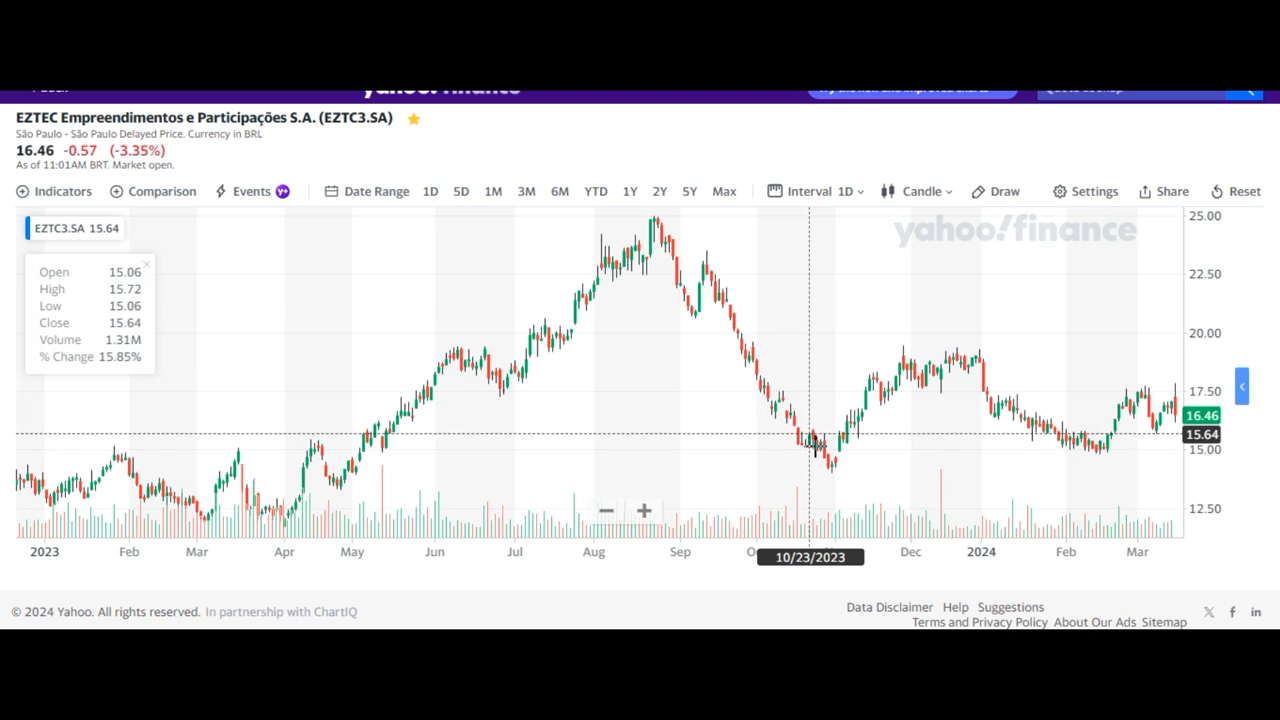 EZTEC Empreendimentos e Participações S.A. (EZTC3.SA)
São Paulo - São Paulo Delayed Price. Currency in BRL
16.46 -0.57 (-3.35%)
As of 11:01AM BRT. Market open.
Indicators Comparison Events Y+ Date Range 1D 5D 1M 3M 6M YTD 1Y 2Y 5Y Max Interval 1D Candle Draw Settings Share Reset
EZTC3.SA 15.64
yahoo!finance
Open 15.06
High 15.72
Low 15.06
Close 15.64
Volume 1.31M
% Change 15.85%
25.00
22.50
20.00
17.50
16.46
15.64
15.00
12.50
2023 Feb Mar Apr May Jun Jul Aug Sep Dec 2024 Feb Mar
10/23/2023
© 2024 Yahoo. All rights reserved. In partnership with ChartIQ
Data Disclaimer Help Suggestions
Terms and Privacy Policy About Our Ads Sitemap